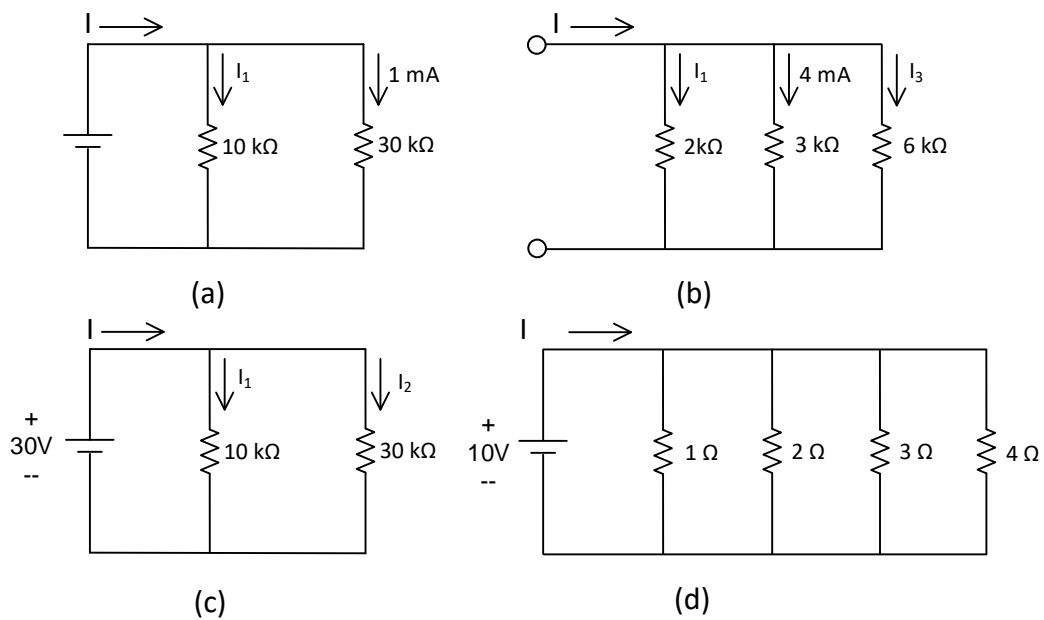 I
I₁
1 mA
10 kΩ
30 kΩ
(a)
I
I₁
4 mA
I₃
2kΩ
3 kΩ
6 kΩ
(b)
I
I₁
I₂
+
30V
--
10 kΩ
30 kΩ
(c)
I
+
10V
--
1 Ω
2 Ω
3 Ω
4 Ω
(d)